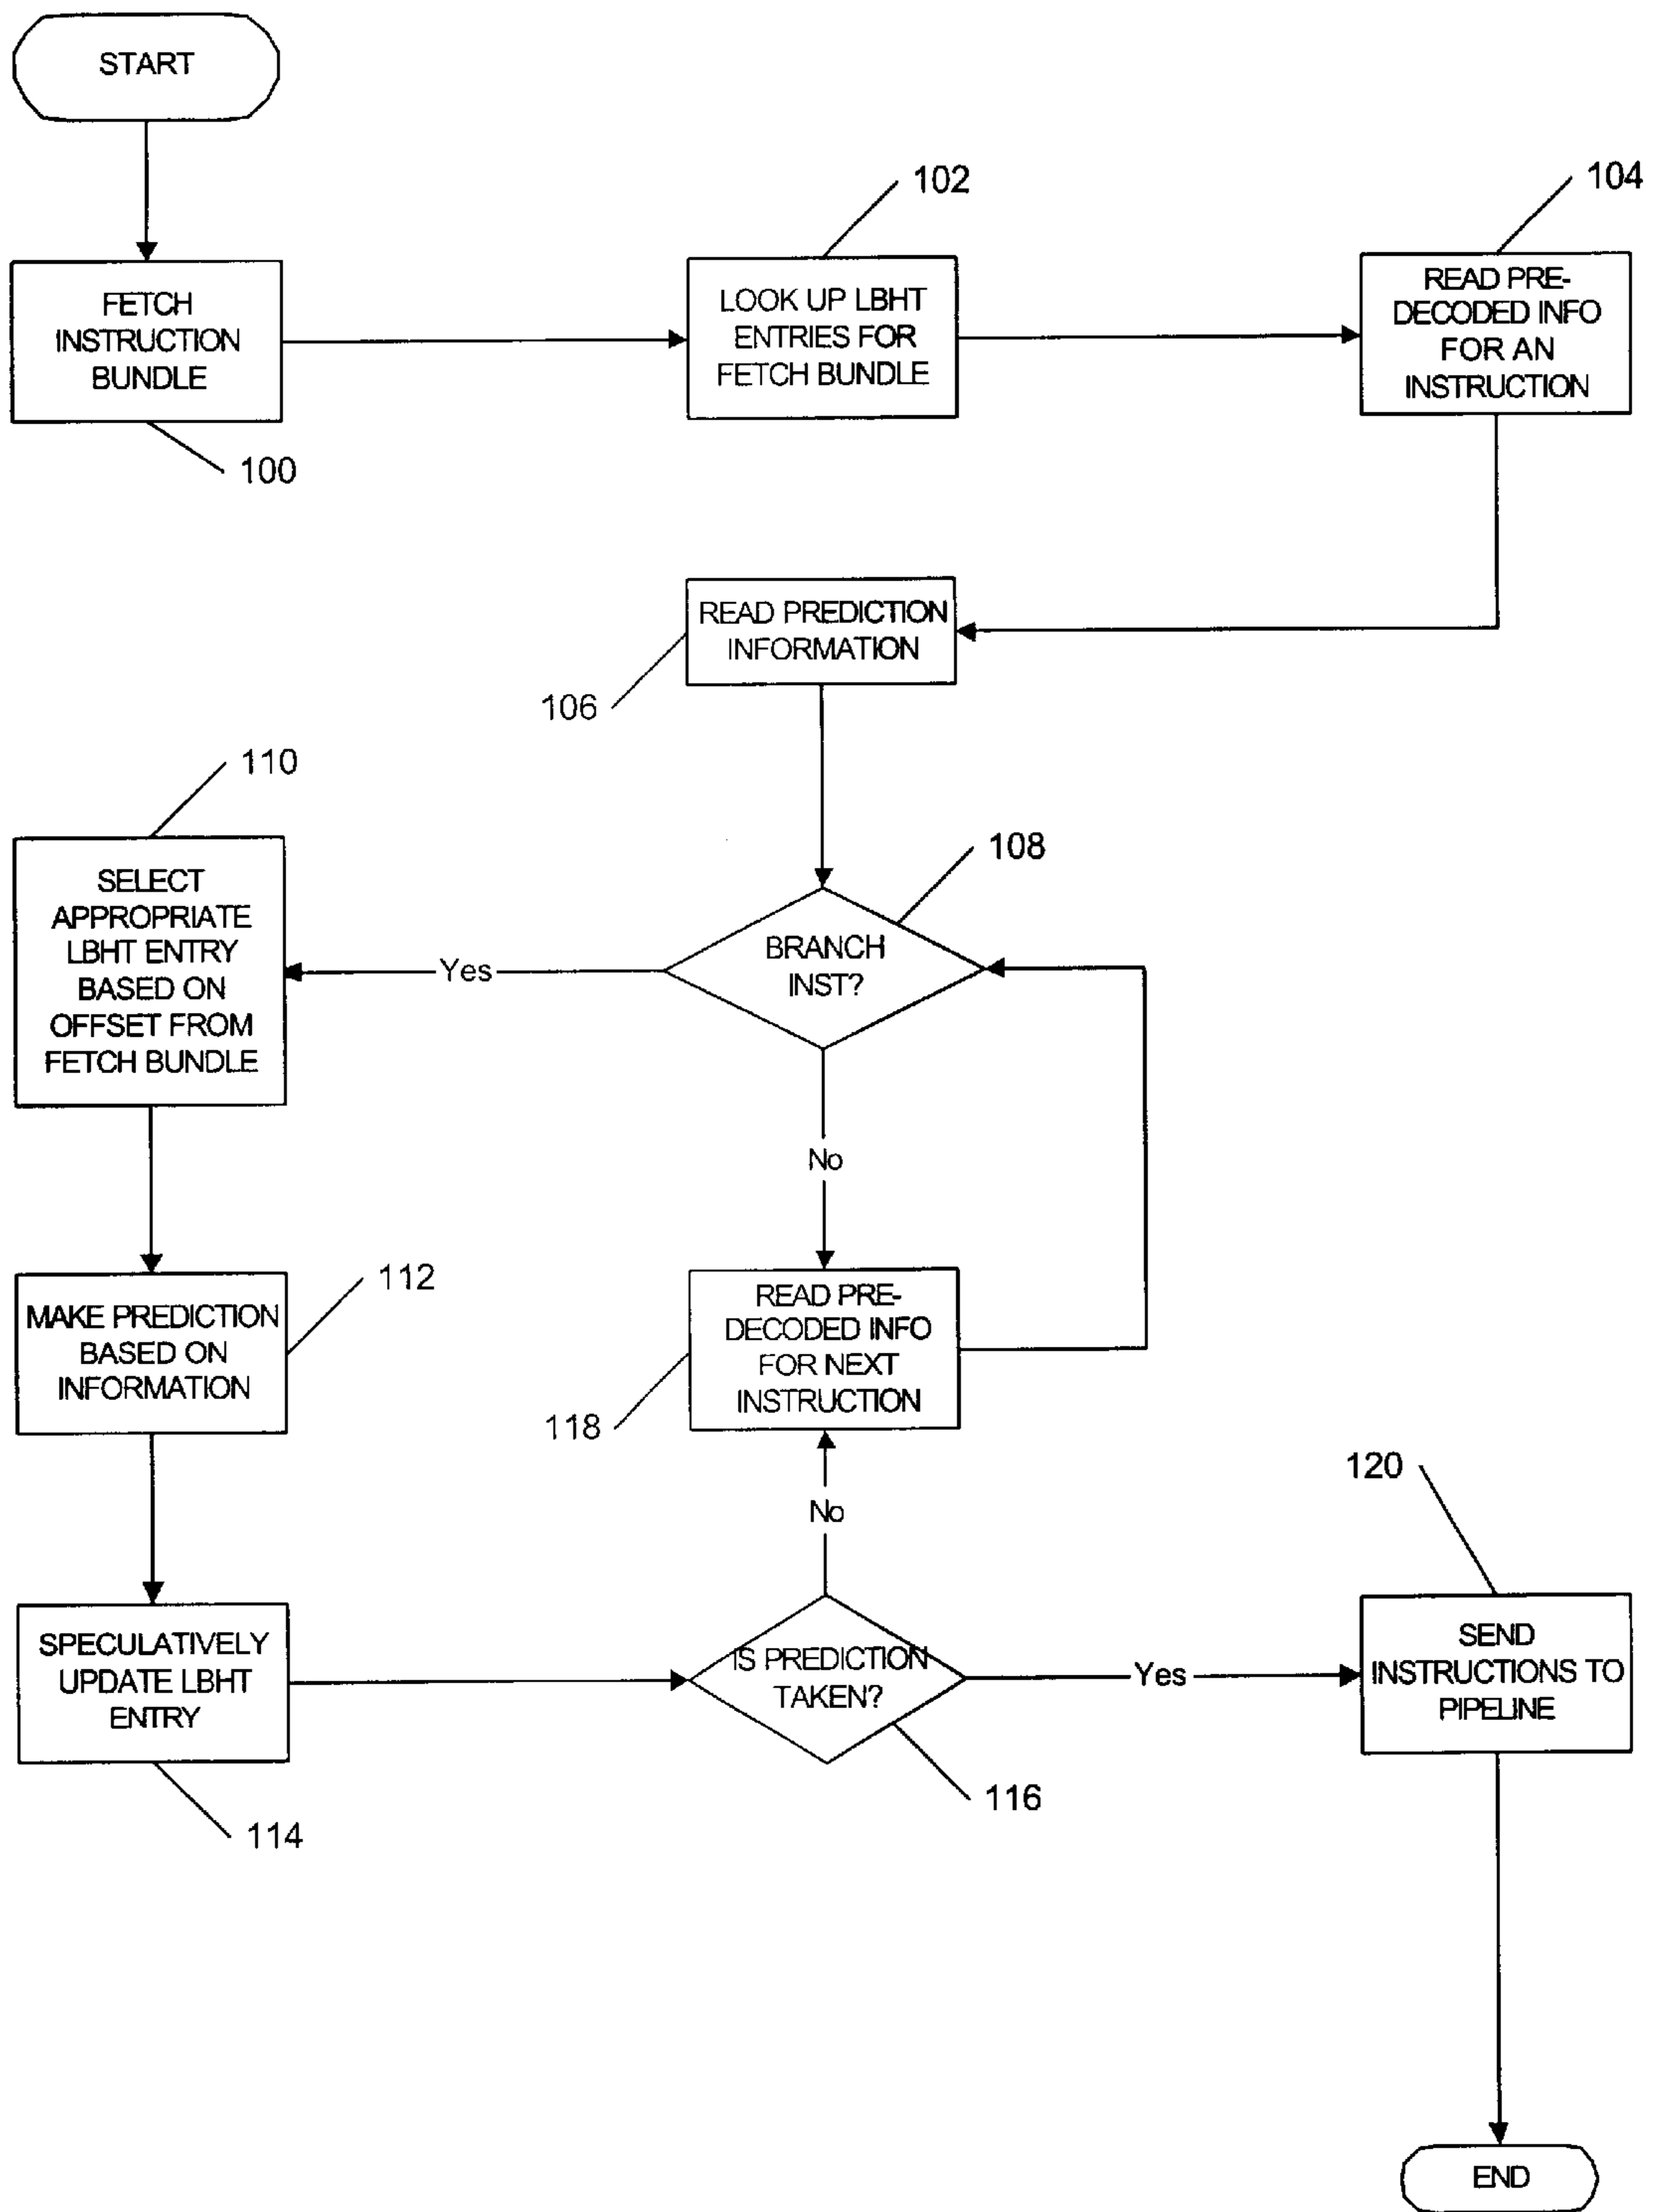 START
102
104
FETCH
INSTRUCTION
BUNDLE
LOOK UP LBHT
ENTRIES FOR
FETCH BUNDLE
READ PRE-
DECODED INFO
FOR AN
INSTRUCTION
100
READ PREDICTION
INFORMATION
106
110
108
SELECT
APPROPRIATE
LBHT ENTRY
BASED ON
OFFSET FROM
FETCH BUNDLE
Yes
BRANCH
INST?
No
112
MAKE PREDICTION
BASED ON
INFORMATION
READ PRE-
DECODED INFO
FOR NEXT
INSTRUCTION
118
120
No
SPECULATIVELY
UPDATE LBHT
ENTRY
IS PREDICTION
TAKEN?
Yes
SEND
INSTRUCTIONS TO
PIPELINE
116
114
END